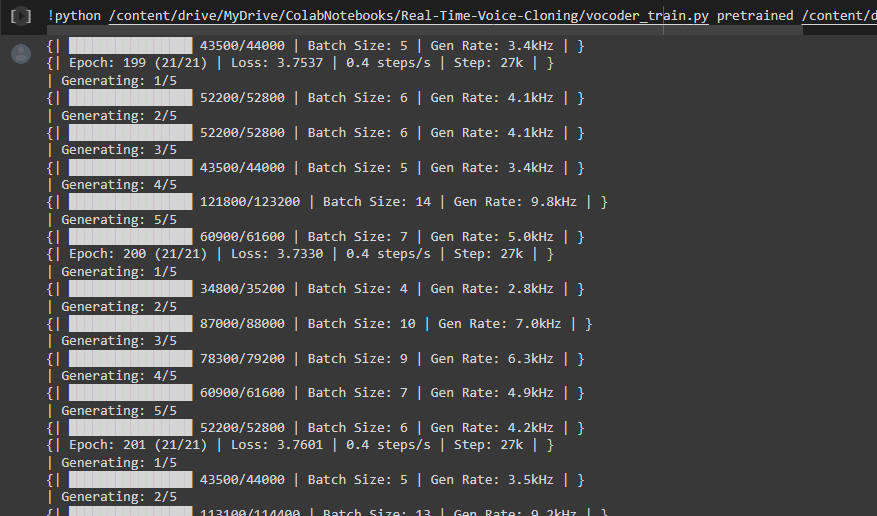 !python /content/drive/MyDrive/ColabNotebooks/Real-Time-Voice-Cloning/vocoder_train.py pretrained /content/d
{| ████████████████ 43500/44000 | Batch Size: 5 | Gen Rate: 3.4kHz | }
{| Epoch: 199 (21/21) | Loss: 3.7537 | 0.4 steps/s | Step: 27k | }
| Generating: 1/5
{| ████████████████ 52200/52800 | Batch Size: 6 | Gen Rate: 4.1kHz | }
| Generating: 2/5
{| ████████████████ 52200/52800 | Batch Size: 6 | Gen Rate: 4.1kHz | }
| Generating: 3/5
{| ████████████████ 43500/44000 | Batch Size: 5 | Gen Rate: 3.4kHz | }
| Generating: 4/5
{| ████████████████ 121800/123200 | Batch Size: 14 | Gen Rate: 9.8kHz | }
| Generating: 5/5
{| ████████████████ 60900/61600 | Batch Size: 7 | Gen Rate: 5.0kHz | }
{| Epoch: 200 (21/21) | Loss: 3.7330 | 0.4 steps/s | Step: 27k | }
| Generating: 1/5
{| ████████████████ 34800/35200 | Batch Size: 4 | Gen Rate: 2.8kHz | }
| Generating: 2/5
{| ████████████████ 87000/88000 | Batch Size: 10 | Gen Rate: 7.0kHz | }
| Generating: 3/5
{| ████████████████ 78300/79200 | Batch Size: 9 | Gen Rate: 6.3kHz | }
| Generating: 4/5
{| ████████████████ 60900/61600 | Batch Size: 7 | Gen Rate: 4.9kHz | }
| Generating: 5/5
{| ████████████████ 52200/52800 | Batch Size: 6 | Gen Rate: 4.2kHz | }
{| Epoch: 201 (21/21) | Loss: 3.7601 | 0.4 steps/s | Step: 27k | }
| Generating: 1/5
{| ████████████████ 43500/44000 | Batch Size: 5 | Gen Rate: 3.5kHz | }
| Generating: 2/5
{| ████████████████ 113100/114400 | Batch Size: 13 | Gen Rate: 9.2kHz | }